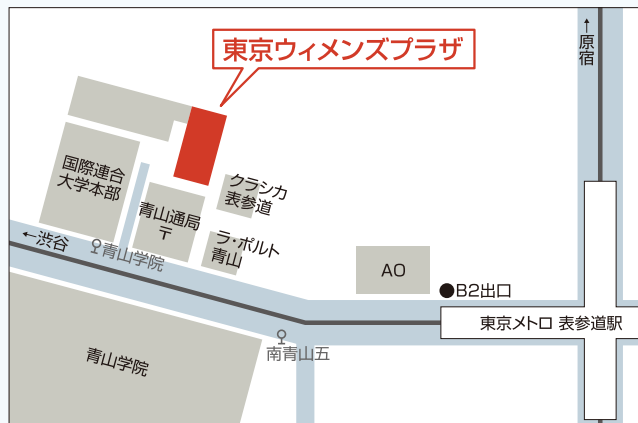 東京ウィメンズプラザ
←原宿
国際連合
大学本部
クラシカ
表参道
青山通局
〒
←渋谷
青山学院
ラ・ポルト
青山
AO
B2出口
東京メトロ 表参道駅
南青山五
青山学院